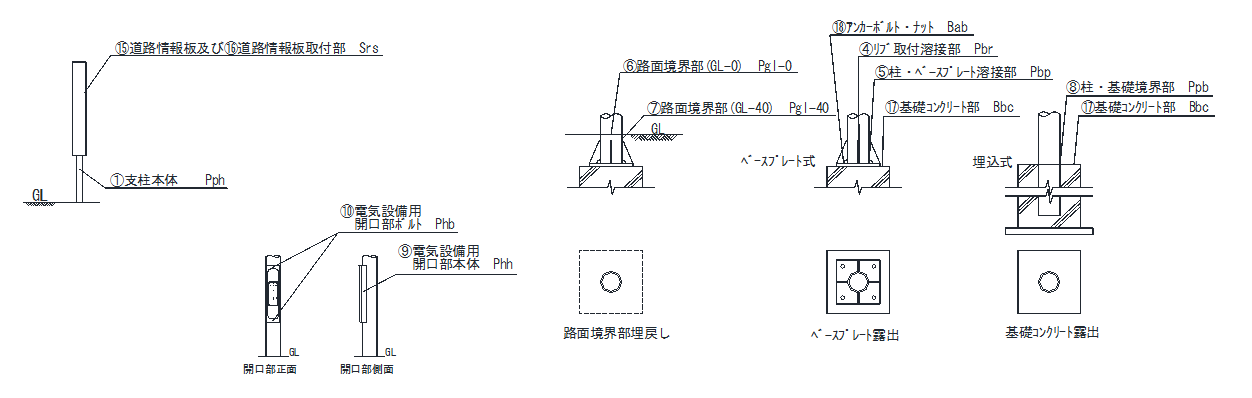 ⑮道路情報板及び⑯道路情報板取付部 Srs
①支柱本体 Pph
GL
⑩電気設備用
開口部ﾎﾞﾙﾄ Phb
⑨電気設備用
開口部本体 Phh
GL
開口部正面
GL
開口部側面
⑥路面境界部(GL-0) Pgl-0
⑦路面境界部(GL-40) Pgl-40
GL
路面境界部埋戻し
⑱ｱﾝｶｰﾎﾞﾙﾄ・ﾅｯﾄ Bab
④ﾘﾌﾞ取付溶接部 Pbr
⑤柱・ﾍﾞｰｽﾌﾟﾚｰﾄ溶接部 Pbp
⑰基礎ｺﾝｸﾘｰﾄ部 Bbc
ﾍﾞｰｽﾌﾟﾚｰﾄ式
ﾍﾞｰｽﾌﾟﾚｰﾄ露出
⑧柱・基礎境界部 Ppb
⑰基礎ｺﾝｸﾘｰﾄ部 Bbc
埋込式
基礎ｺﾝｸﾘｰﾄ露出